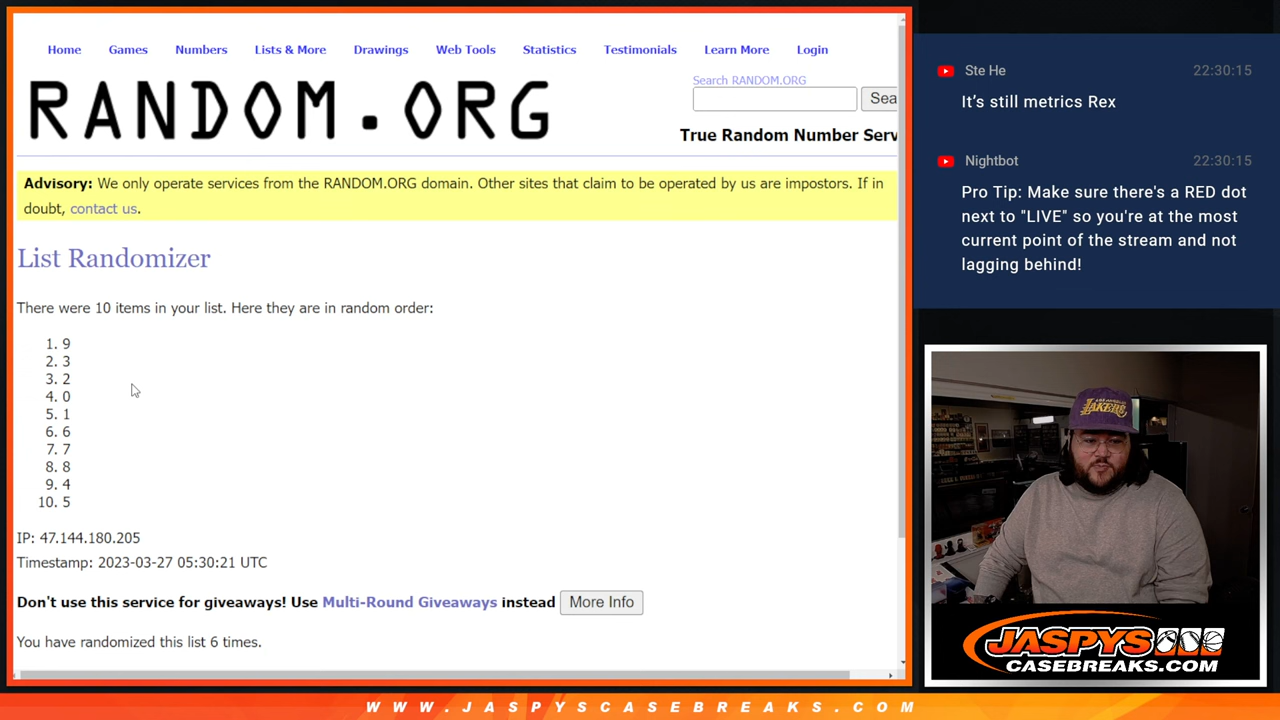 Home Games Numbers Lists & More Drawings Web Tools Statistics Testimonials Learn More Login
RANDOM.ORG
Search RANDOM.ORG
Sea
True Random Number Serv
Advisory: We only operate services from the RANDOM.ORG domain. Other sites that claim to be operated by us are impostors. If in
doubt, contact us.
List Randomizer
There were 10 items in your list. Here they are in random order:
1. 9
2. 3
3. 2
4. 0
5. 1
6. 6
7. 7
8. 8
9. 4
10. 5
IP: 47.144.180.205
Timestamp: 2023-03-27 05:30:21 UTC
Don't use this service for giveaways! Use Multi-Round Giveaways instead More Info
You have randomized this list 6 times.
Ste He 22:30:15
It’s still metrics Rex
Nightbot 22:30:15
Pro Tip: Make sure there's a RED dot
next to "LIVE" so you're at the most
current point of the stream and not
lagging behind!
LOS ANGELES
LAKERS
JASPYS
CASEBREAKS.COM
WWW.JASPYSCASEBREAKS.COM